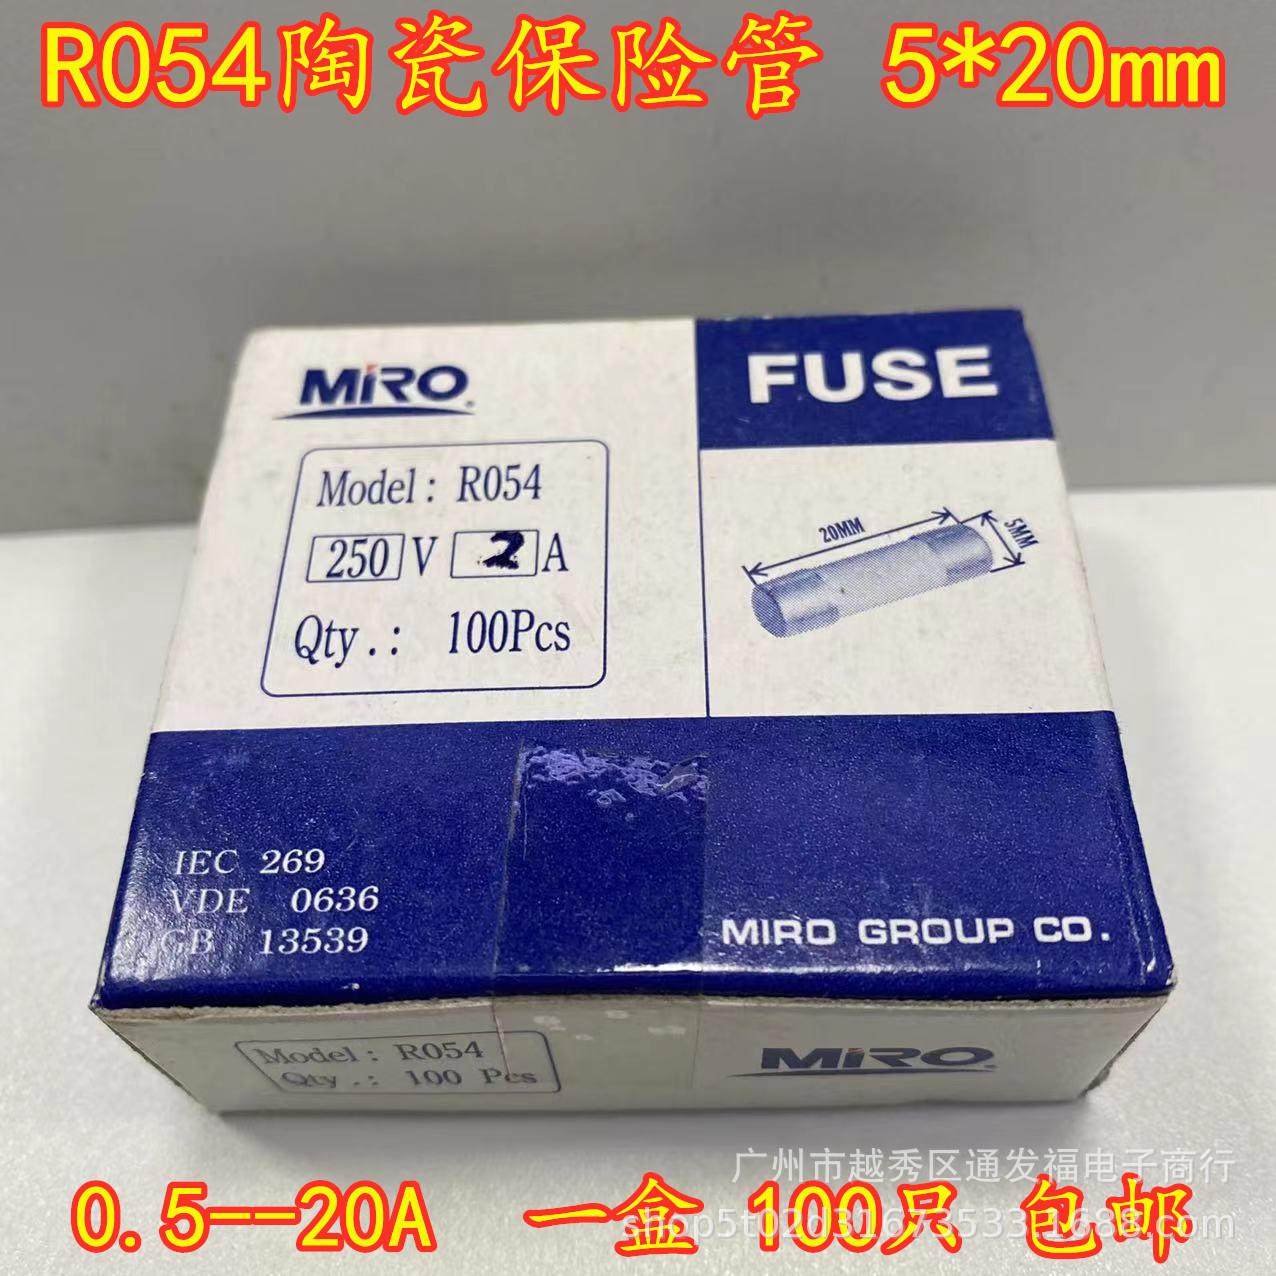 R054陶瓷保险管 5*20mm
MIRO
FUSE
Model: R054
250 V 2 A
Qty.: 100Pcs
20MM
5MM
IEC 269
VDE 0636
GB 13539
MIRO GROUP CO.
Model: R054
Qty.: 100 Pcs
MIRO
广州市越秀区通发福电子商行
0.5--20A 一盒 100只 包邮
shop5t02d31673533.1688.com